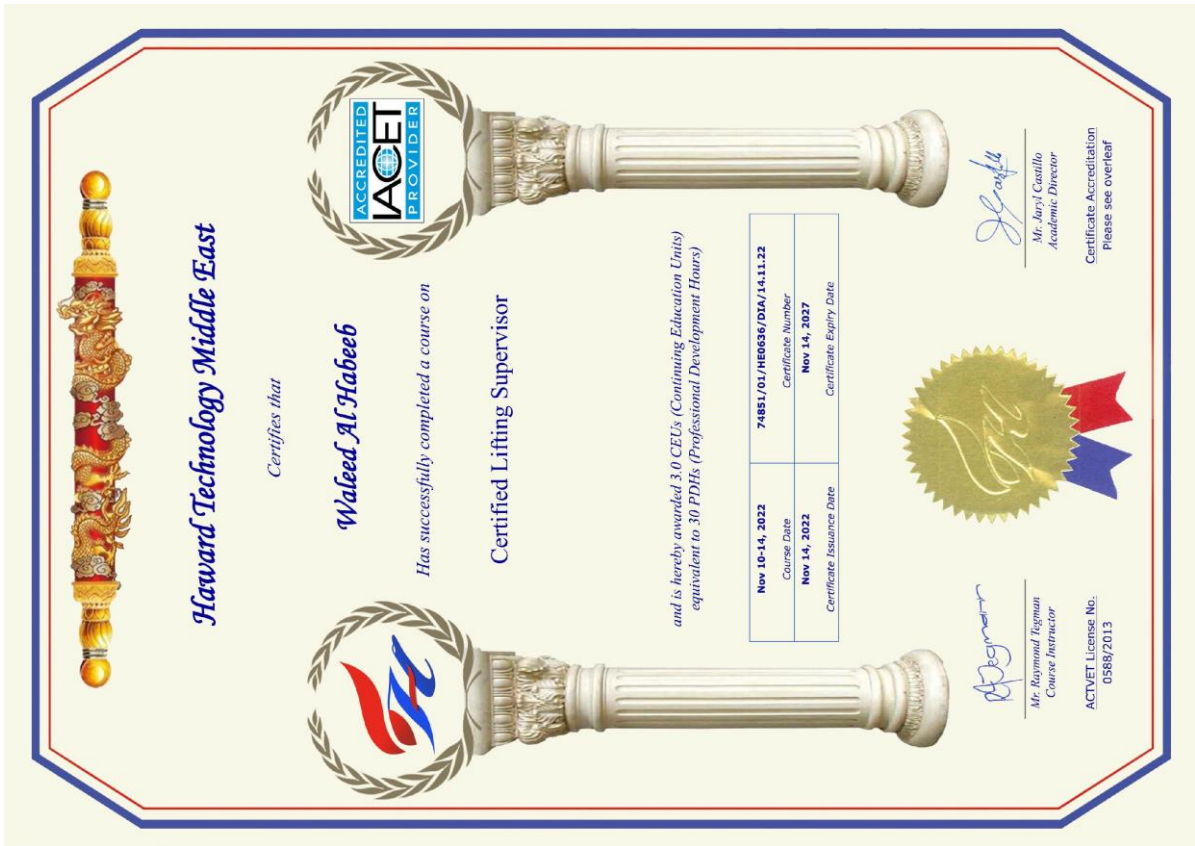 Haward Technology Middle East
Certifies that
ACCREDITED
IACET
PROVIDER
Waleed Al Habeeb
Has successfully completed a course on
Certified Lifting Supervisor
and is hereby awarded 3.0 CEUs (Continuing Education Units)
equivalent to 30 PDHs (Professional Development Hours)
Nov 10-14, 2022 74851/01/HE0636/DIA/14.11.22
Course Date Certificate Number
Nov 14, 2022 Nov 14, 2027
Certificate Issuance Date Certificate Expiry Date
Mr. Raymond Tegman
Course Instructor
ACTVET License No.
0588/2013
Mr. Jaryl Castillo
Academic Director
Certificate Accreditation
Please see overleaf